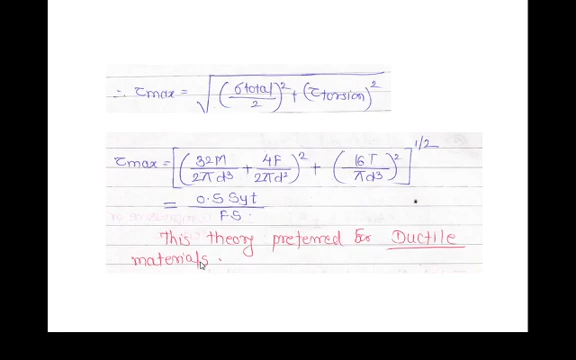 ∴ τmax = √((σtotal/2)² + (τtorsion)²)
τmax = [(32M/2πd³ + 4F/2πd²)² + (16T/πd³)²]^1/2
= 0.5 Syt/FS.
This theory preferred for Ductile
materials.